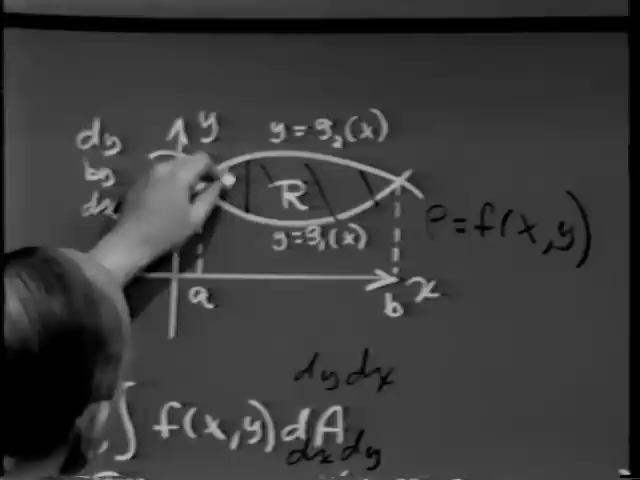 dy
by
dx
y
y = g₂(x)
R
y = g₁(x)
ρ = f(x,y)
a
b
x
dy dx
∫ f(x,y) dA
dx dy